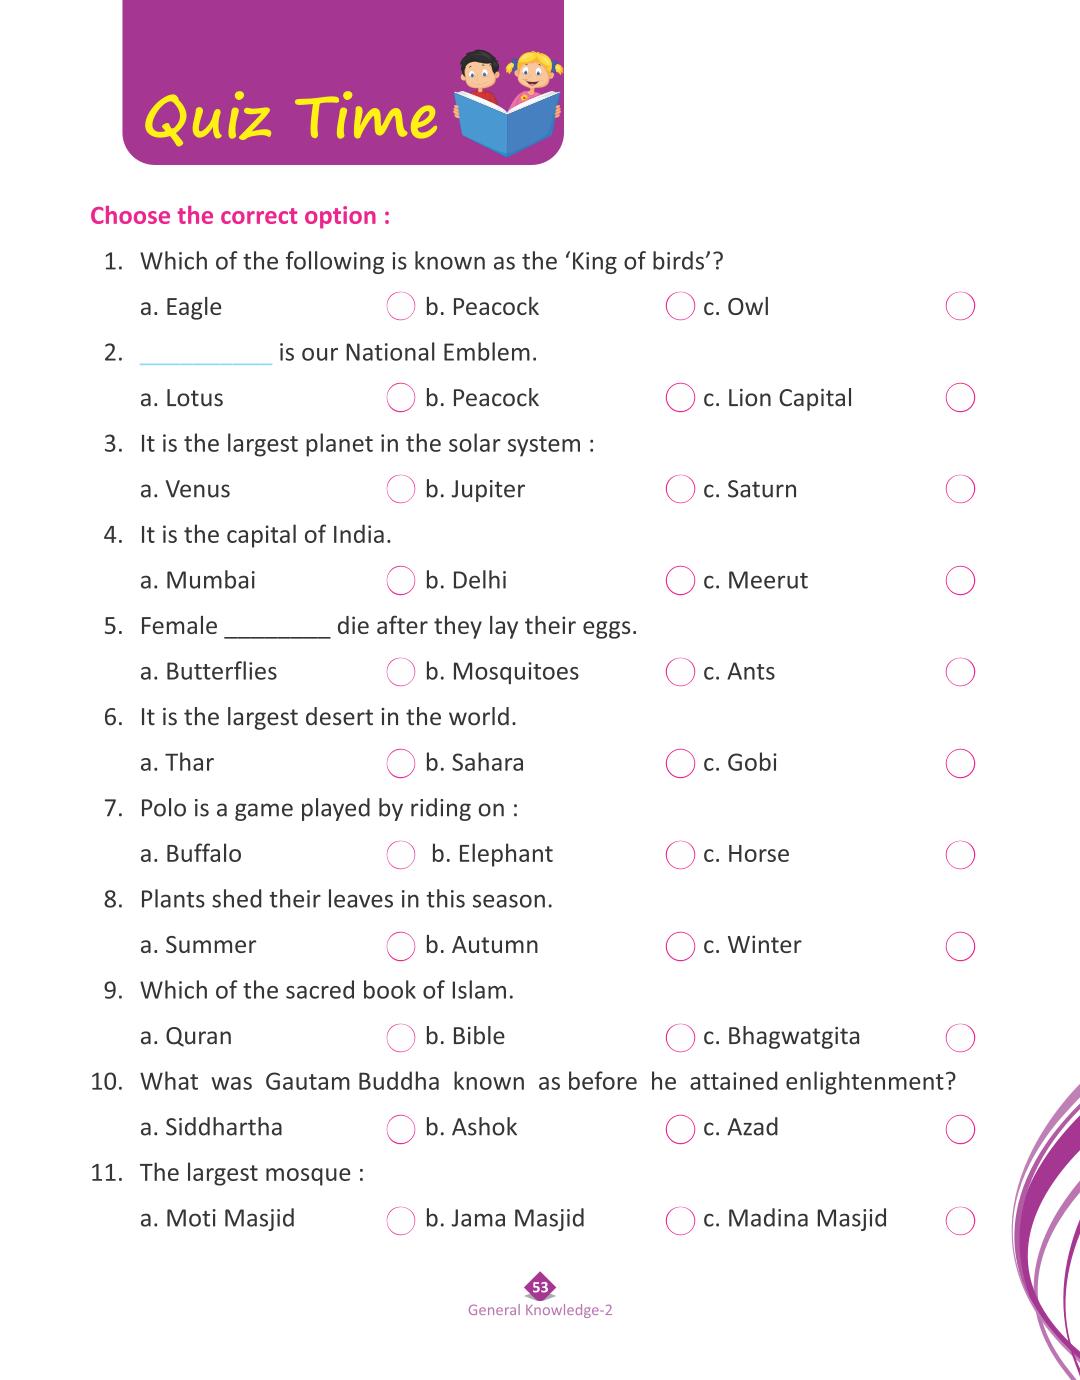 Quiz Time
Choose the correct option :
1. Which of the following is known as the ‘King of birds’?
a. Eagle b. Peacock c. Owl
2. __________ is our National Emblem.
a. Lotus b. Peacock c. Lion Capital
3. It is the largest planet in the solar system :
a. Venus b. Jupiter c. Saturn
4. It is the capital of India.
a. Mumbai b. Delhi c. Meerut
5. Female ________ die after they lay their eggs.
a. Butterflies b. Mosquitoes c. Ants
6. It is the largest desert in the world.
a. Thar b. Sahara c. Gobi
7. Polo is a game played by riding on :
a. Buffalo b. Elephant c. Horse
8. Plants shed their leaves in this season.
a. Summer b. Autumn c. Winter
9. Which of the sacred book of Islam.
a. Quran b. Bible c. Bhagwatgita
10. What was Gautam Buddha known as before he attained enlightenment?
a. Siddhartha b. Ashok c. Azad
11. The largest mosque :
a. Moti Masjid b. Jama Masjid c. Madina Masjid
53
General Knowledge-2